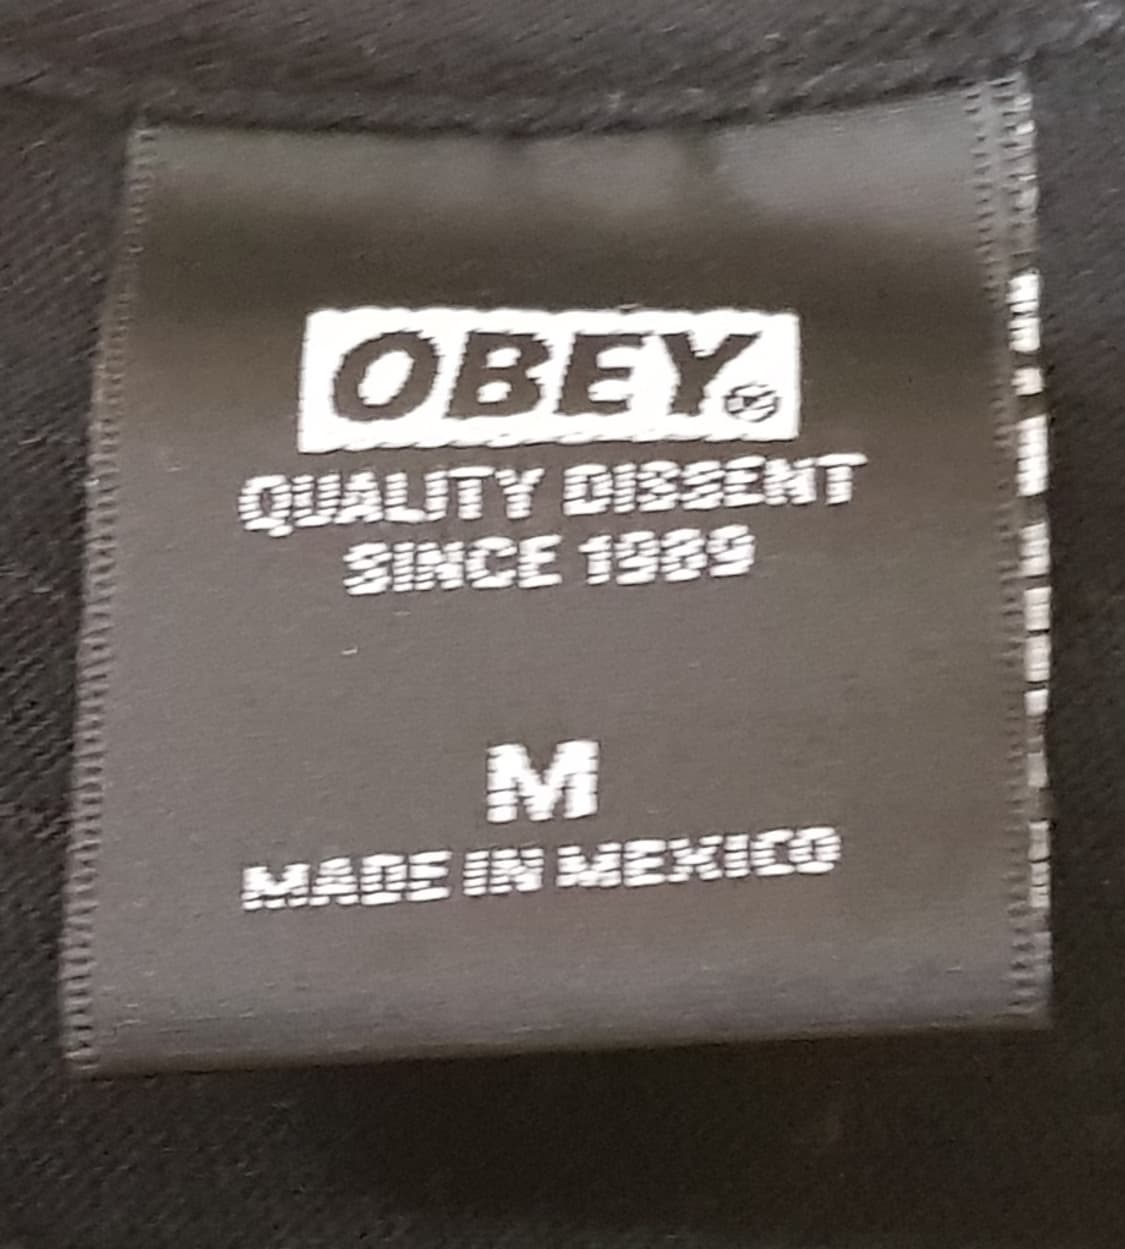 OBEY
QUALITY DISSENT
SINCE 1989
M
MADE IN MEXICO